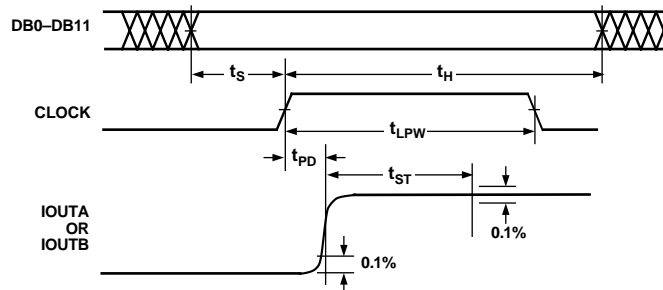 DB0–DB11
tS
tH
CLOCK
tLPW
tPD
tST
IOUTA
OR
IOUTB
0.1%
0.1%